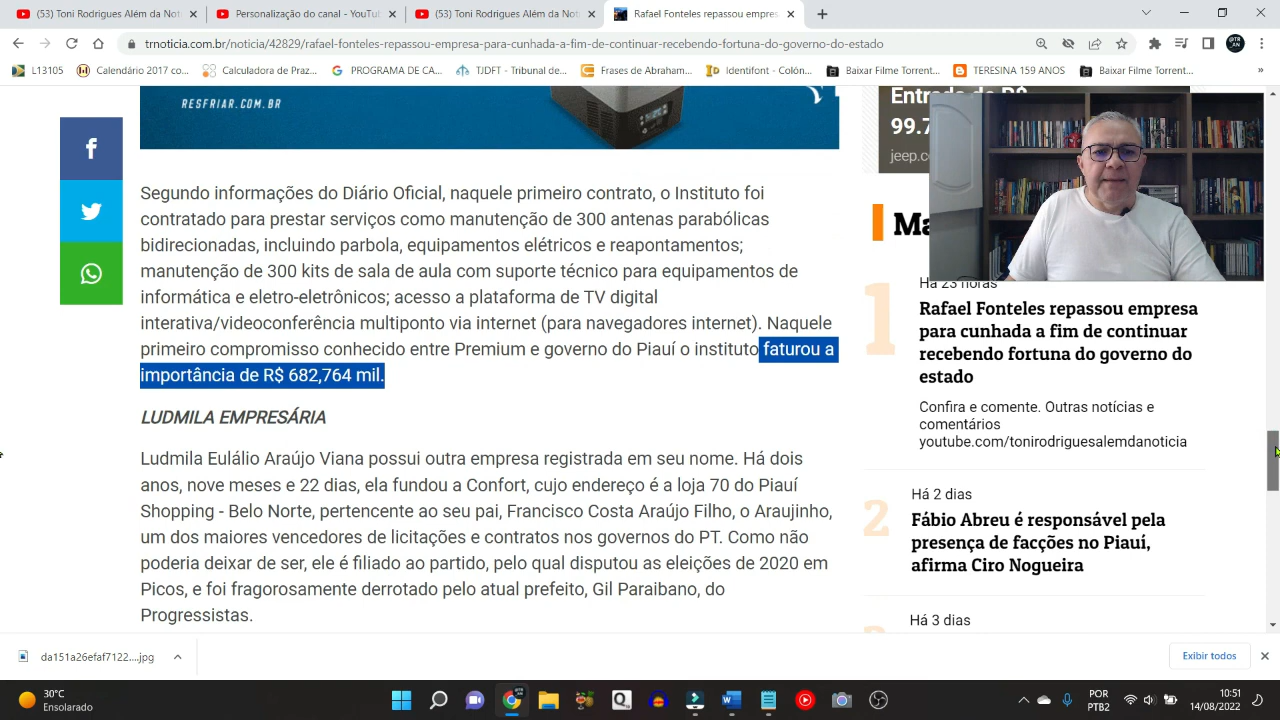 (53) Toni Rodrigues Além da Not
Personalização do canal - YouTu
(53) Toni Rodrigues Além da Not
Rafael Fonteles repassou empres
trnoticia.com.br/noticia/42829/rafael-fonteles-repassou-empresa-para-cunhada-a-fim-de-continuar-recebendo-fortuna-do-governo-do-estado
L13105
Calendário 2017 co...
Calculadora de Praz...
PROGRAMA DE CA...
TJDFT - Tribunal de...
Frases de Abraham...
Identifont - Colón...
Baixar Filme Torrent...
TERESINA 159 ANOS
Baixar Filme Torrent...
RESFRIAR.COM.BR
Entrada de R$
99.7
jeep.c
Segundo informações do Diário Oficial, naquele primeiro contrato, o Instituto foi
contratado para prestar serviços como manutenção de 300 antenas parabólicas
bidirecionadas, incluindo parbola, equipamentos elétricos e reapontamentos;
manutenção de 300 kits de sala de aula com suporte técnico para equipamentos de
informática e eletro-eletrônicos; acesso a plataforma de TV digital
interativa/videoconferência multiponto via internet (para navegadores internet). Naquele
primeiro compromisso conhecido entre Premium e governo do Piauí o instituto faturou a
importância de R$ 682,764 mil.
LUDMILA EMPRESÁRIA
Ludmila Eulálio Araújo Viana possui outra empresa registrada em seu nome. Há dois
anos, nove meses e 22 dias, ela fundou a Confort, cujo endereço é a loja 70 do Piauí
Shopping - Belo Norte, pertencente ao seu pai, Francisco Costa Araújo Filho, o Araujinho,
um dos maiores vencedores de licitações e contratos nos governos do PT. Como não
poderia deixar de ser, ele é filiado ao partido, pelo qual disputou as eleições de 2020 em
Picos, e foi fragorosamente derrotado pelo atual prefeito, Gil Paraibano, do
Progressistas.
Ma
1
Há 23 horas
Rafael Fonteles repassou empresa
para cunhada a fim de continuar
recebendo fortuna do governo do
estado
Confira e comente. Outras notícias e
comentários
youtube.com/tonirodriguesalemdanoticia
2
Há 2 dias
Fábio Abreu é responsável pela
presença de facções no Piauí,
afirma Ciro Nogueira
Há 3 dias
da151a26efaf7122....jpg
Exibir todos
30°C
Ensolarado
POR
PTB2
10:51
14/08/2022